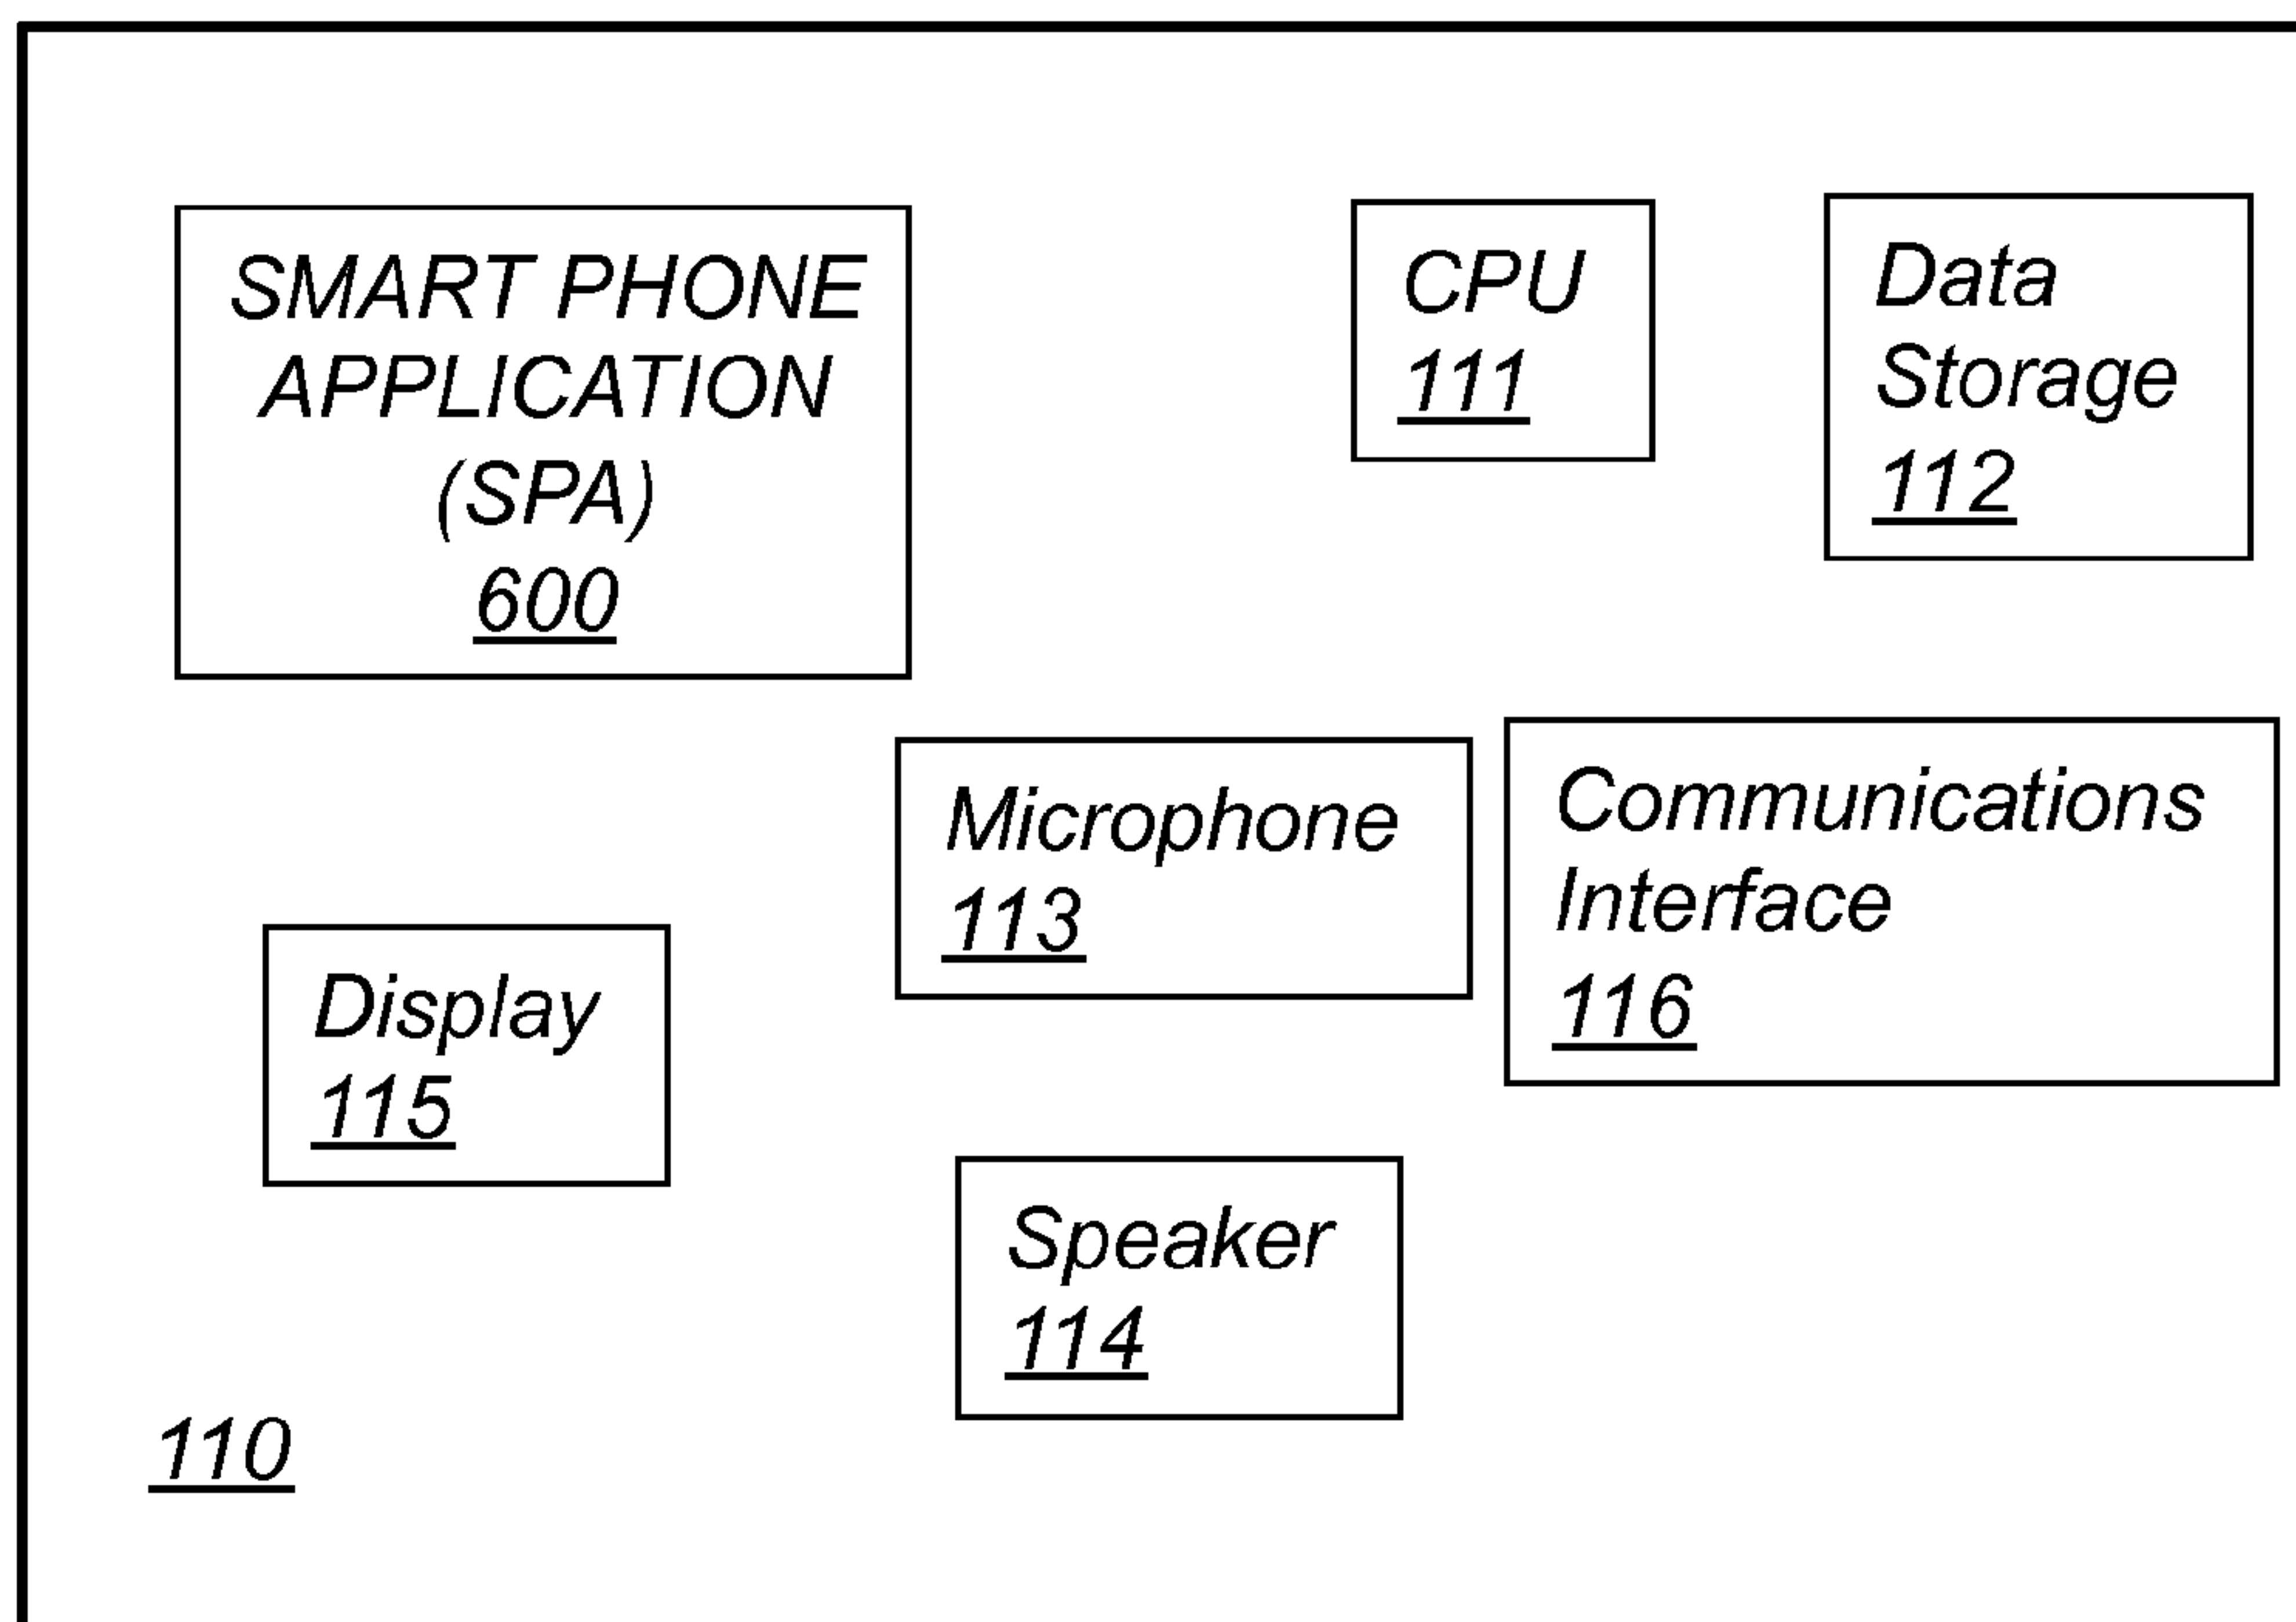 SMART PHONE
APPLICATION
(SPA)
600
CPU
111
Data
Storage
112
Microphone
113
Communications
Interface
116
Display
115
Speaker
114
110